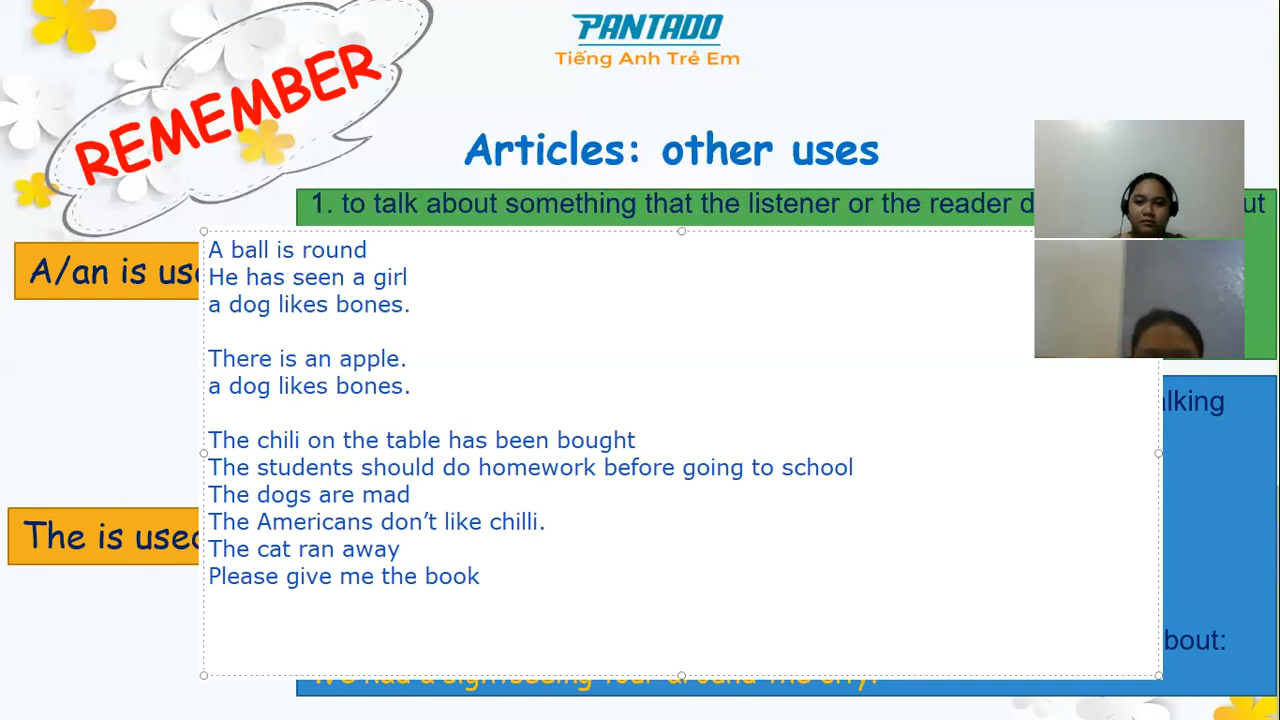 PANTADO
Tiếng Anh Trẻ Em
REMEMBER
Articles: other uses
1. to talk about something that the listener or the reader
A/an is
A ball is round
He has seen a girl
a dog likes bones.
There is an apple.
a dog likes bones.
The chili on the table has been bought
The students should do homework before going to school
The dogs are mad
The Americans don’t like chilli.
The cat ran away
Please give me the book
The is